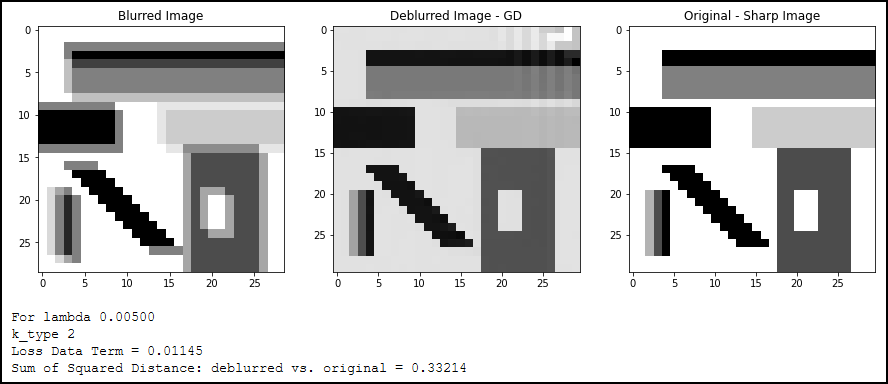 Blurred Image
Deblurred Image - GD
Original - Sharp Image
0
5
10
15
20
25
0 5 10 15 20 25
0
5
10
15
20
25
0 5 10 15 20 25
0
5
10
15
20
25
0 5 10 15 20 25
For lambda 0.00500
k_type 2
Loss Data Term = 0.01145
Sum of Squared Distance: deblurred vs. original = 0.33214